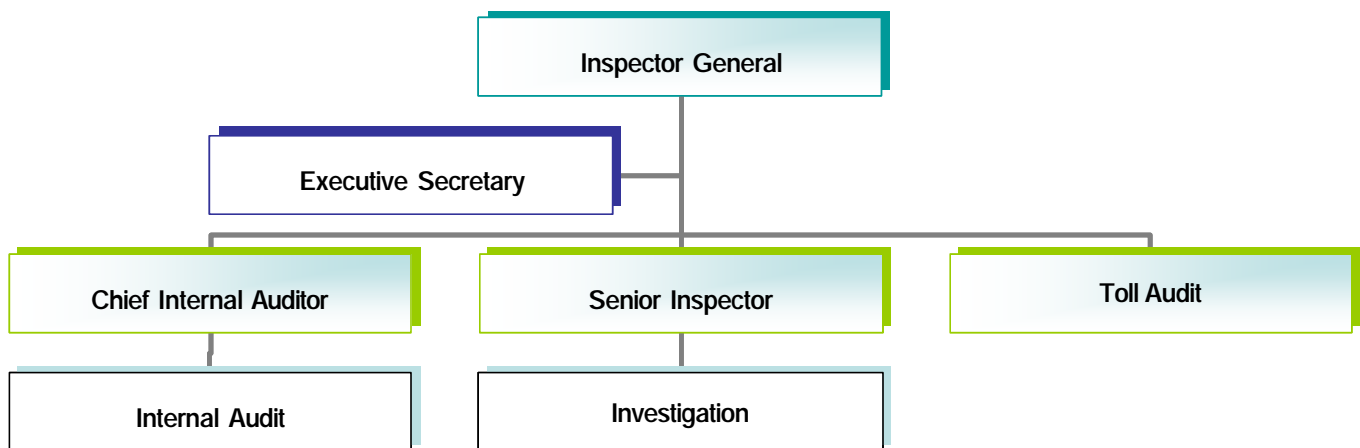 Inspector General
Executive Secretary
Chief Internal Auditor
Senior Inspector
Toll Audit
Internal Audit
Investigation